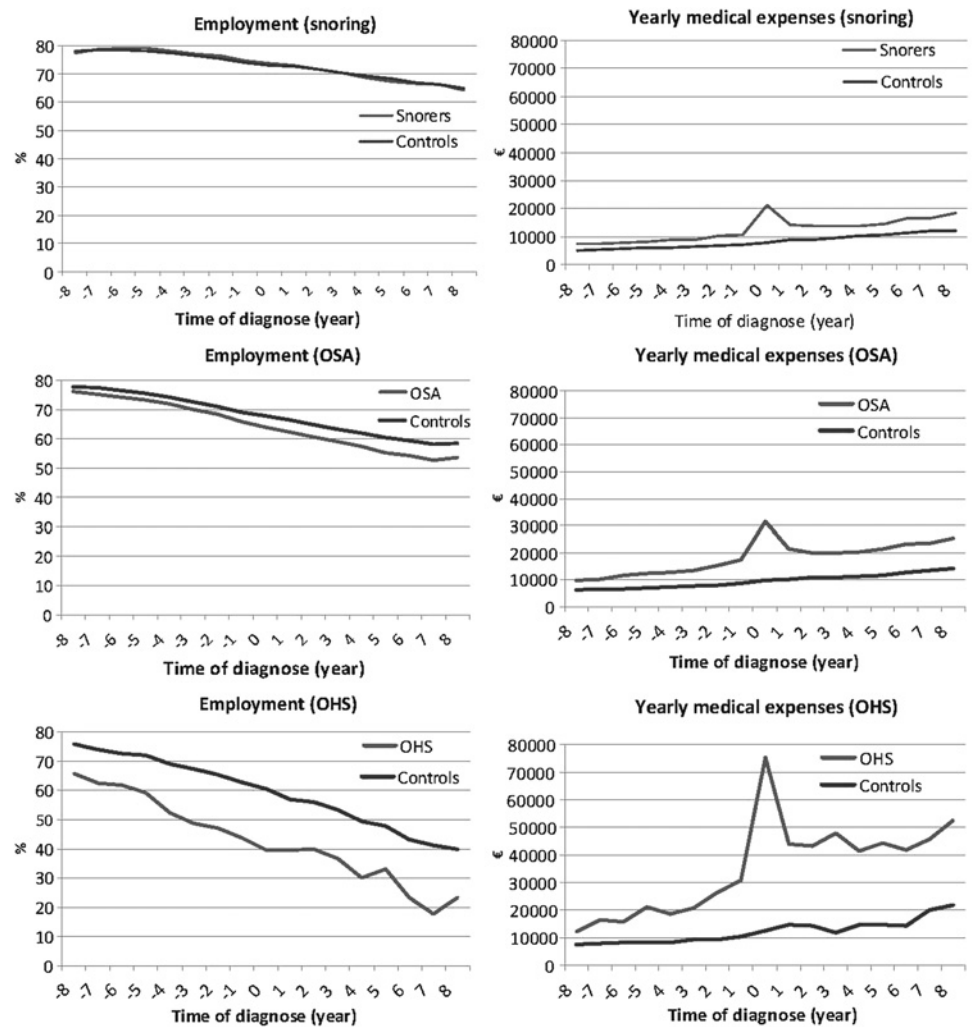 Employment (snoring)
80
70
60
50
40
30
20
10
0
%
Snorers
Controls
-8 -7 -6 -5 -4 -3 -2 -1 0 1 2 3 4 5 6 7 8
Time of diagnose (year)
Yearly medical expenses (snoring)
80000
70000
60000
50000
40000
30000
20000
10000
0
€
Snorers
Controls
-8 -7 -6 -5 -4 -3 -2 -1 0 1 2 3 4 5 6 7 8
Time of diagnose (year)
Employment (OSA)
80
70
60
50
40
30
20
10
0
%
OSA
Controls
-8 -7 -6 -5 -4 -3 -2 -1 0 1 2 3 4 5 6 7 8
Time of diagnose (year)
Yearly medical expenses (OSA)
80000
70000
60000
50000
40000
30000
20000
10000
0
€
OSA
Controls
-8 -7 -6 -5 -4 -3 -2 -1 0 1 2 3 4 5 6 7 8
Time of diagnose (year)
Employment (OHS)
80
70
60
50
40
30
20
10
0
%
OHS
Controls
-8 -7 -6 -5 -4 -3 -2 -1 0 1 2 3 4 5 6 7 8
Time of diagnose (year)
Yearly medical expenses (OHS)
80000
70000
60000
50000
40000
30000
20000
10000
0
€
OHS
Controls
-8 -7 -6 -5 -4 -3 -2 -1 0 1 2 3 4 5 6 7 8
Time of diagnose (year)